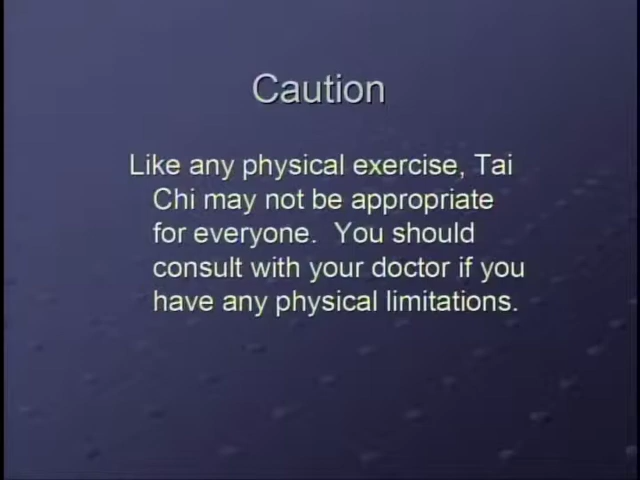 Caution
Like any physical exercise, Tai
Chi may not be appropriate
for everyone.  You should
consult with your doctor if you
have any physical limitations.